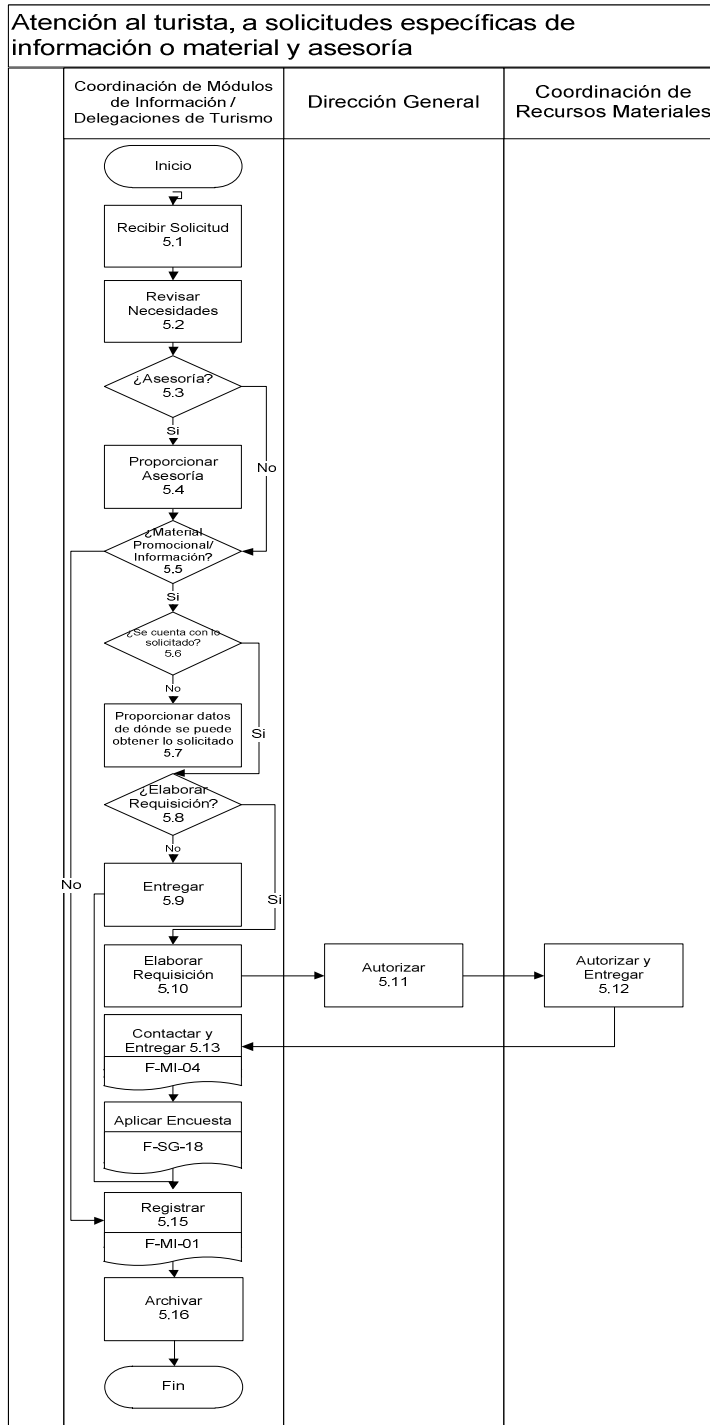 Atención al turista, a solicitudes específicas de
información o material y asesoría
Coordinación de Módulos
de Información /
Delegaciones de Turismo
Dirección General
Coordinación de
Recursos Materiales
Inicio
Recibir Solicitud
5.1
Revisar
Necesidades
5.2
¿Asesoría?
5.3
Si
No
Proporcionar
Asesoría
5.4
¿Material
Promocional/
Información?
5.5
Si
No
¿Se cuenta con lo
solicitado?
5.6
No
Si
Proporcionar datos
de dónde se puede
obtener lo solicitado
5.7
¿Elaborar
Requisición?
5.8
No
Si
Entregar
5.9
Elaborar
Requisición
5.10
Autorizar
5.11
Autorizar y
Entregar
5.12
Contactar y
Entregar 5.13
F-MI-04
Aplicar Encuesta
F-SG-18
Registrar
5.15
F-MI-01
Archivar
5.16
Fin